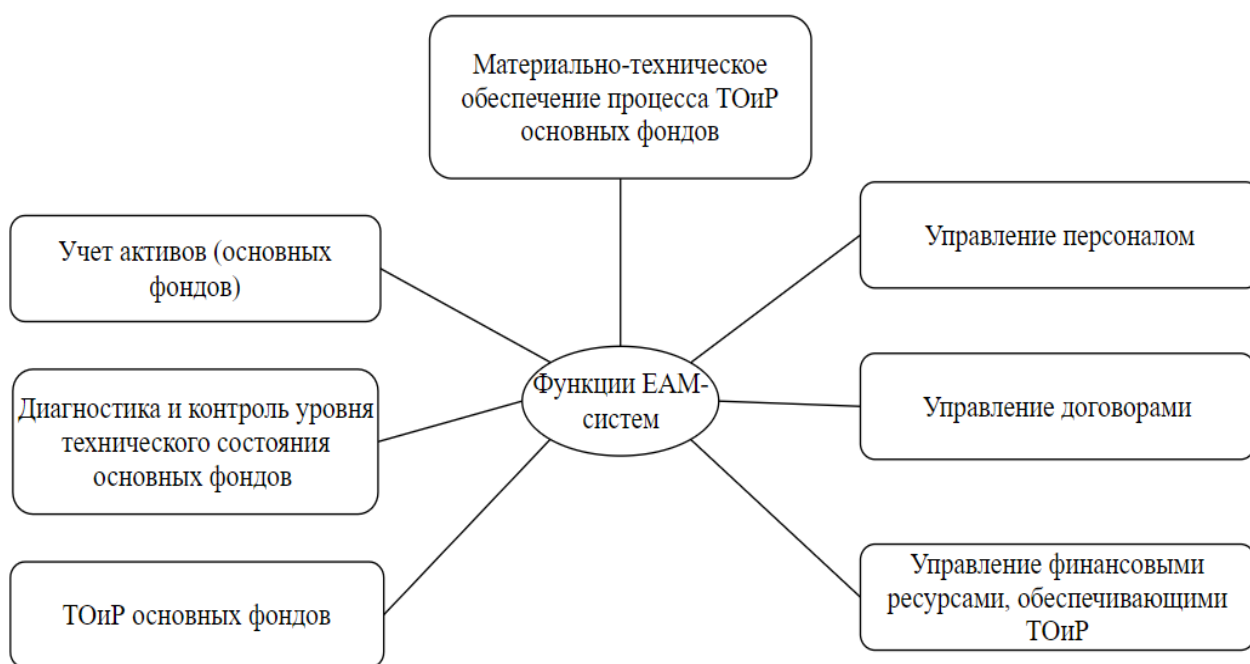 Материально-техническое
обеспечение процесса ТОиР
основных фондов
Учет активов (основных
фондов)
Управление персоналом
Диагностика и контроль уровня
технического состояния
основных фондов
Функции EAM-
систем
Управление договорами
ТОиР основных фондов
Управление финансовыми
ресурсами, обеспечивающими
ТОиР